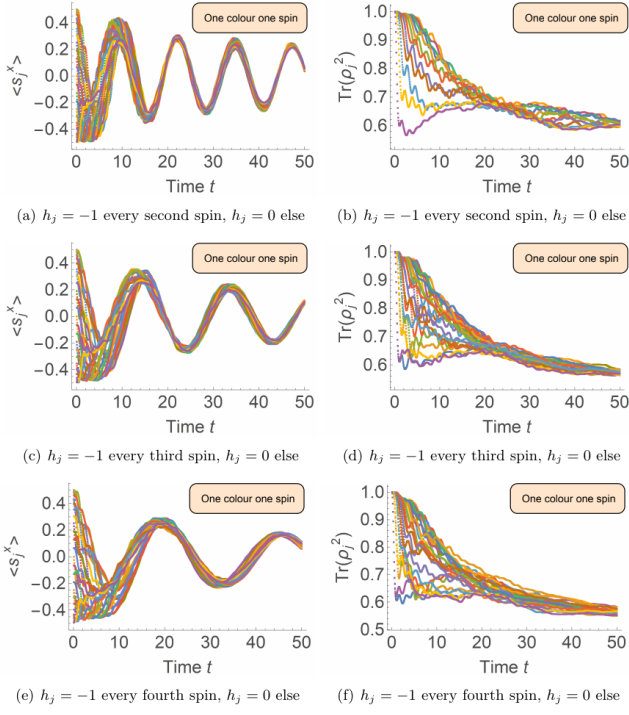 One colour one spin
<s_j^x>
0.4
0.2
0.0
−0.2
−0.4
0 10 20 30 40 50
Time t
One colour one spin
Tr(ρ_j^2)
1.0
0.9
0.8
0.7
0.6
0 10 20 30 40 50
Time t
(a) h_j = −1 every second spin, h_j = 0 else
(b) h_j = −1 every second spin, h_j = 0 else
One colour one spin
<s_j^x>
0.4
0.2
0.0
−0.2
−0.4
0 10 20 30 40 50
Time t
One colour one spin
Tr(ρ_j^2)
1.0
0.9
0.8
0.7
0.6
0 10 20 30 40 50
Time t
(c) h_j = −1 every third spin, h_j = 0 else
(d) h_j = −1 every third spin, h_j = 0 else
One colour one spin
<s_j^x>
0.4
0.2
0.0
−0.2
−0.4
0 10 20 30 40 50
Time t
One colour one spin
Tr(ρ_j^2)
1.0
0.9
0.8
0.7
0.6
0.5
0 10 20 30 40 50
Time t
(e) h_j = −1 every fourth spin, h_j = 0 else
(f) h_j = −1 every fourth spin, h_j = 0 else